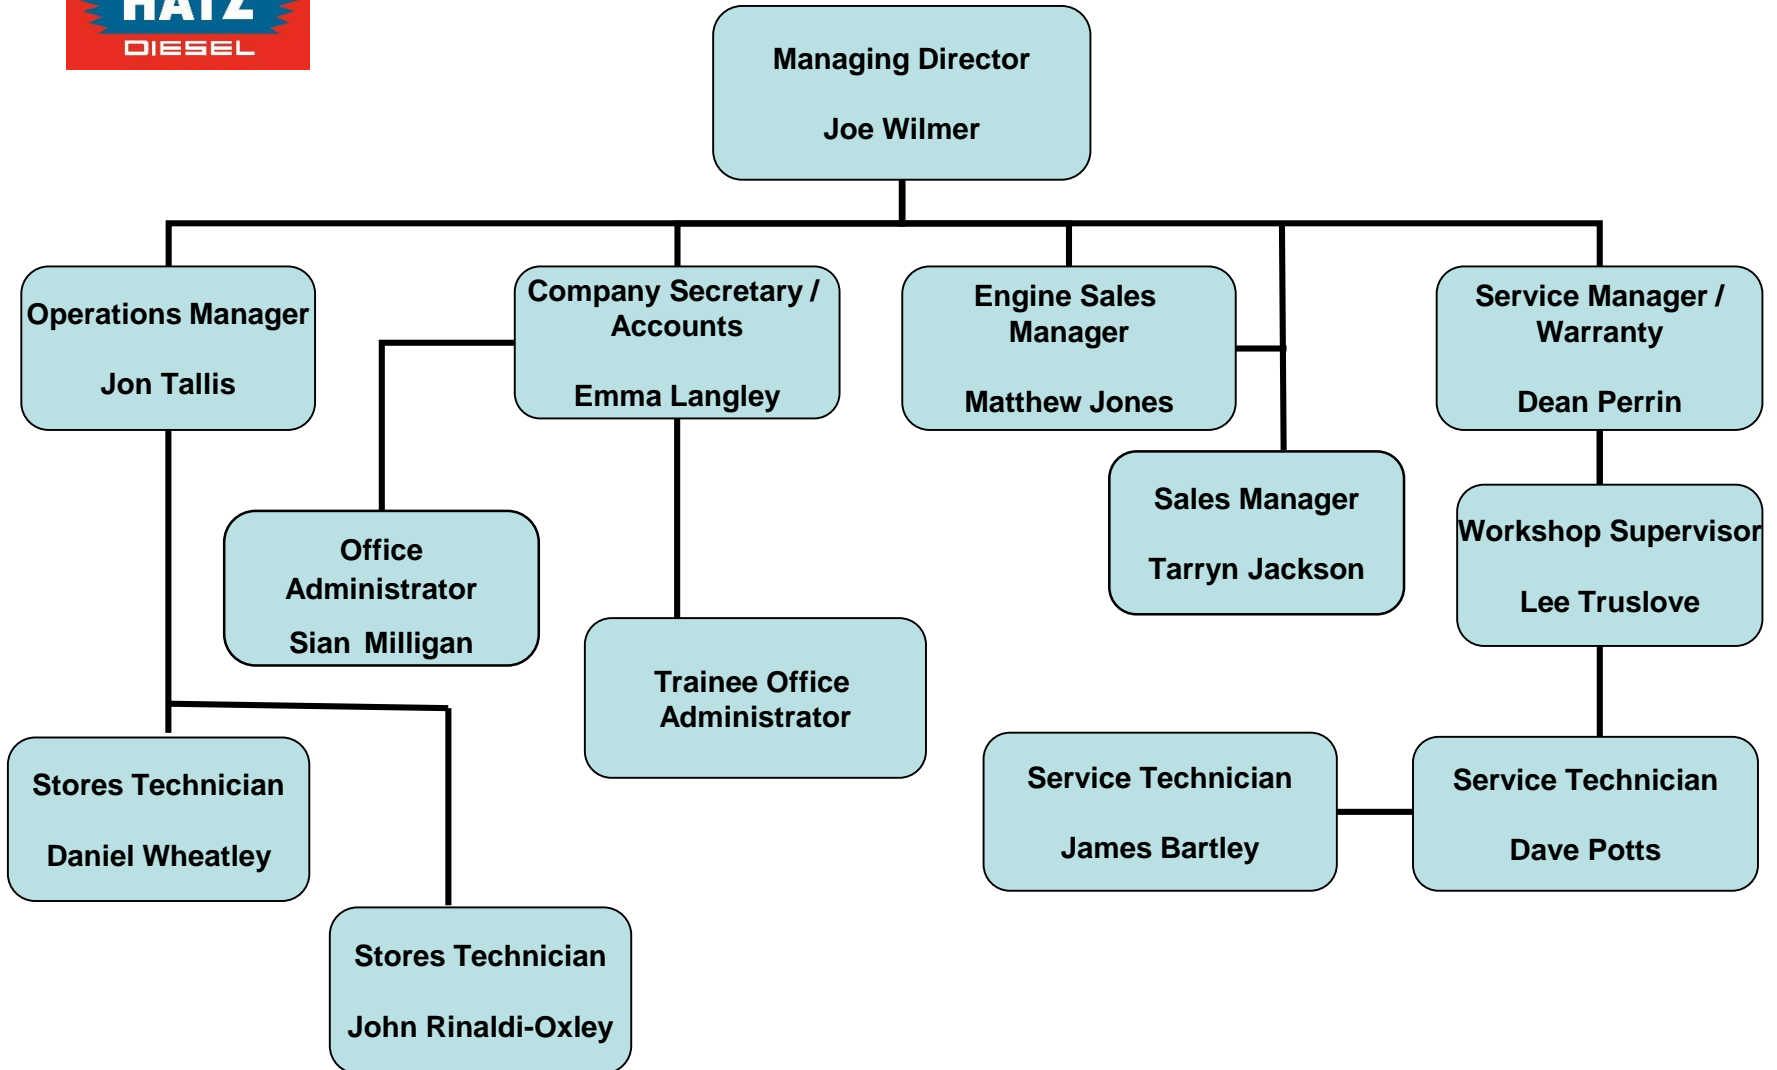 HATZ
DIESEL
Managing Director
Joe Wilmer
Operations Manager
Jon Tallis
Company Secretary /
Accounts
Emma Langley
Engine Sales
Manager
Matthew Jones
Service Manager /
Warranty
Dean Perrin
Sales Manager
Tarryn Jackson
Workshop Supervisor
Lee Truslove
Office
Administrator
Sian Milligan
Trainee Office
Administrator
Stores Technician
Daniel Wheatley
Service Technician
James Bartley
Service Technician
Dave Potts
Stores Technician
John Rinaldi-Oxley